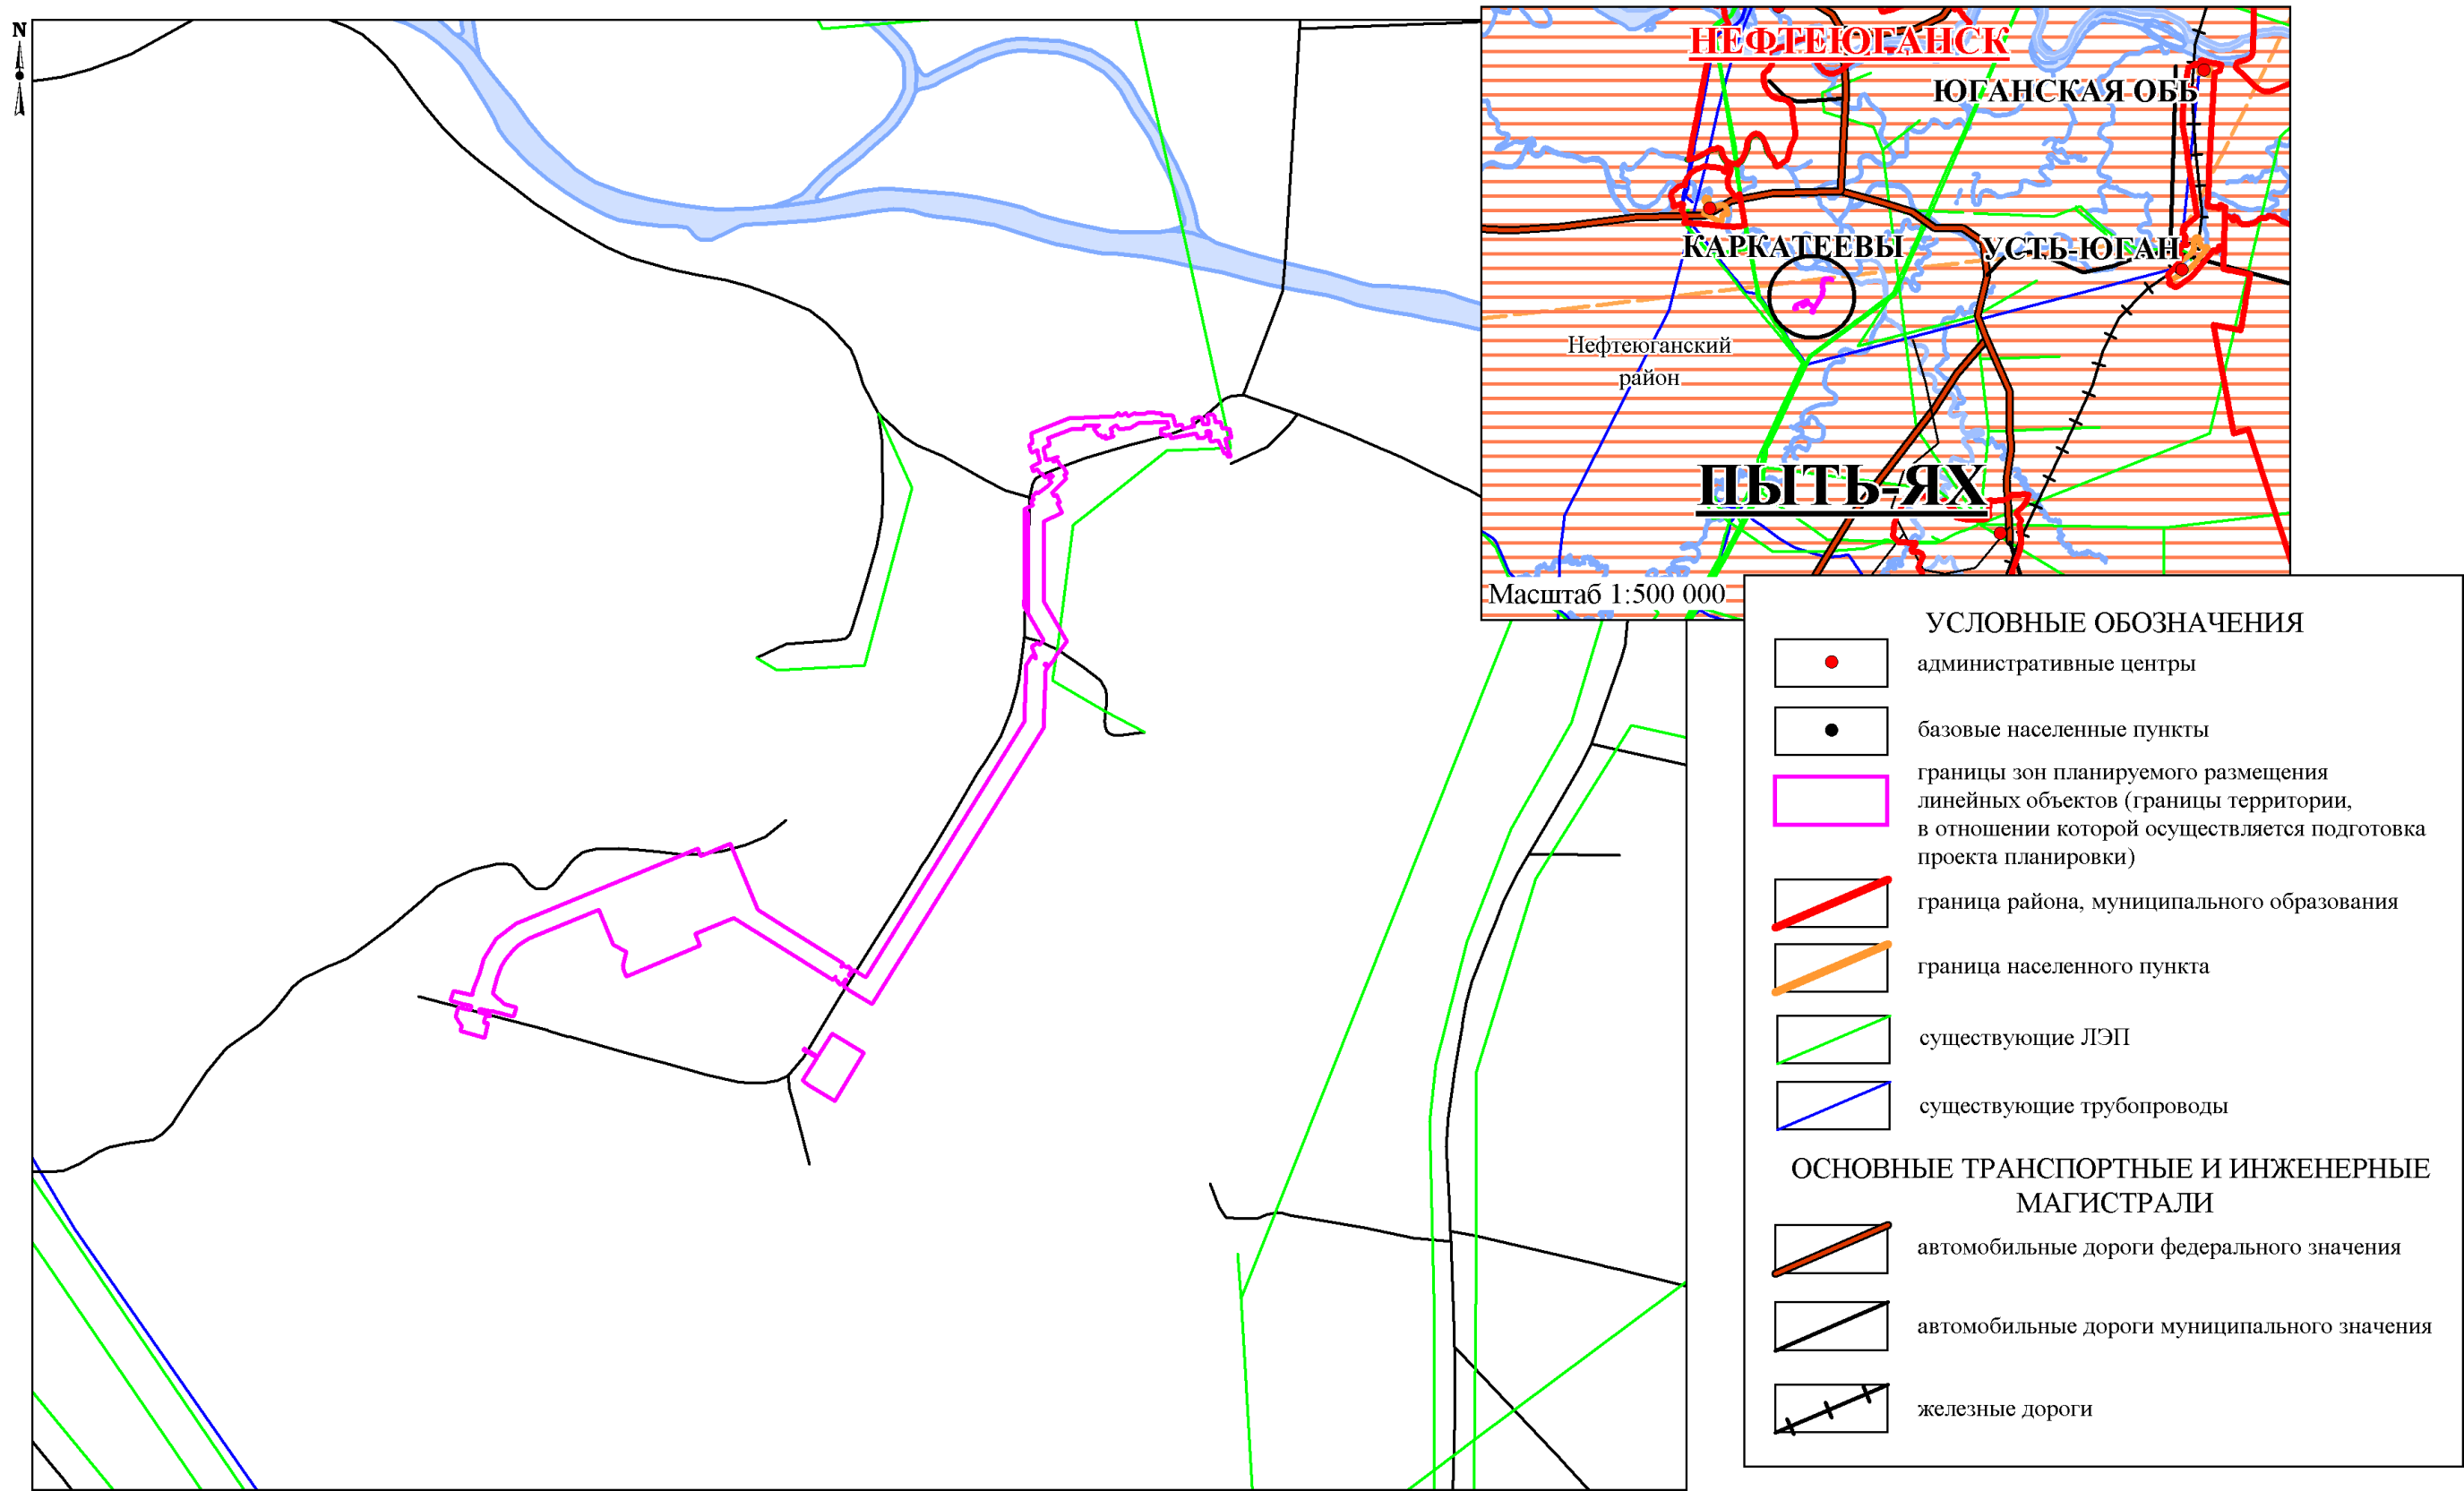 N
НЕФТЕЮГАНСК
ЮГАНСКАЯ ОББ
КАРКАТЕЕВЫ
УСТЬ-ЮГАН
Нефтеюганский
район
ПЫТЬ-ЯХ
Масштаб 1:500 000
УСЛОВНЫЕ ОБОЗНАЧЕНИЯ
административные центры
базовые населенные пункты
границы зон планируемого размещения
линейных объектов (границы территории,
в отношении которой осуществляется подготовка
проекта планировки)
граница района, муниципального образования
граница населенного пункта
существующие ЛЭП
существующие трубопроводы
ОСНОВНЫЕ ТРАНСПОРТНЫЕ И ИНЖЕНЕРНЫЕ
МАГИСТРАЛИ
автомобильные дороги федерального значения
автомобильные дороги муниципального значения
железные дороги